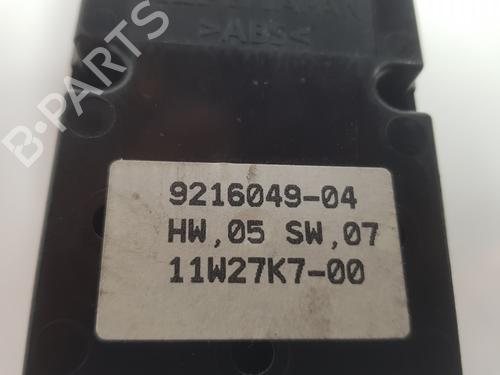 >ABS<
B-PARTS
9216049-04
HW,05 SW,07
11W27K7-00